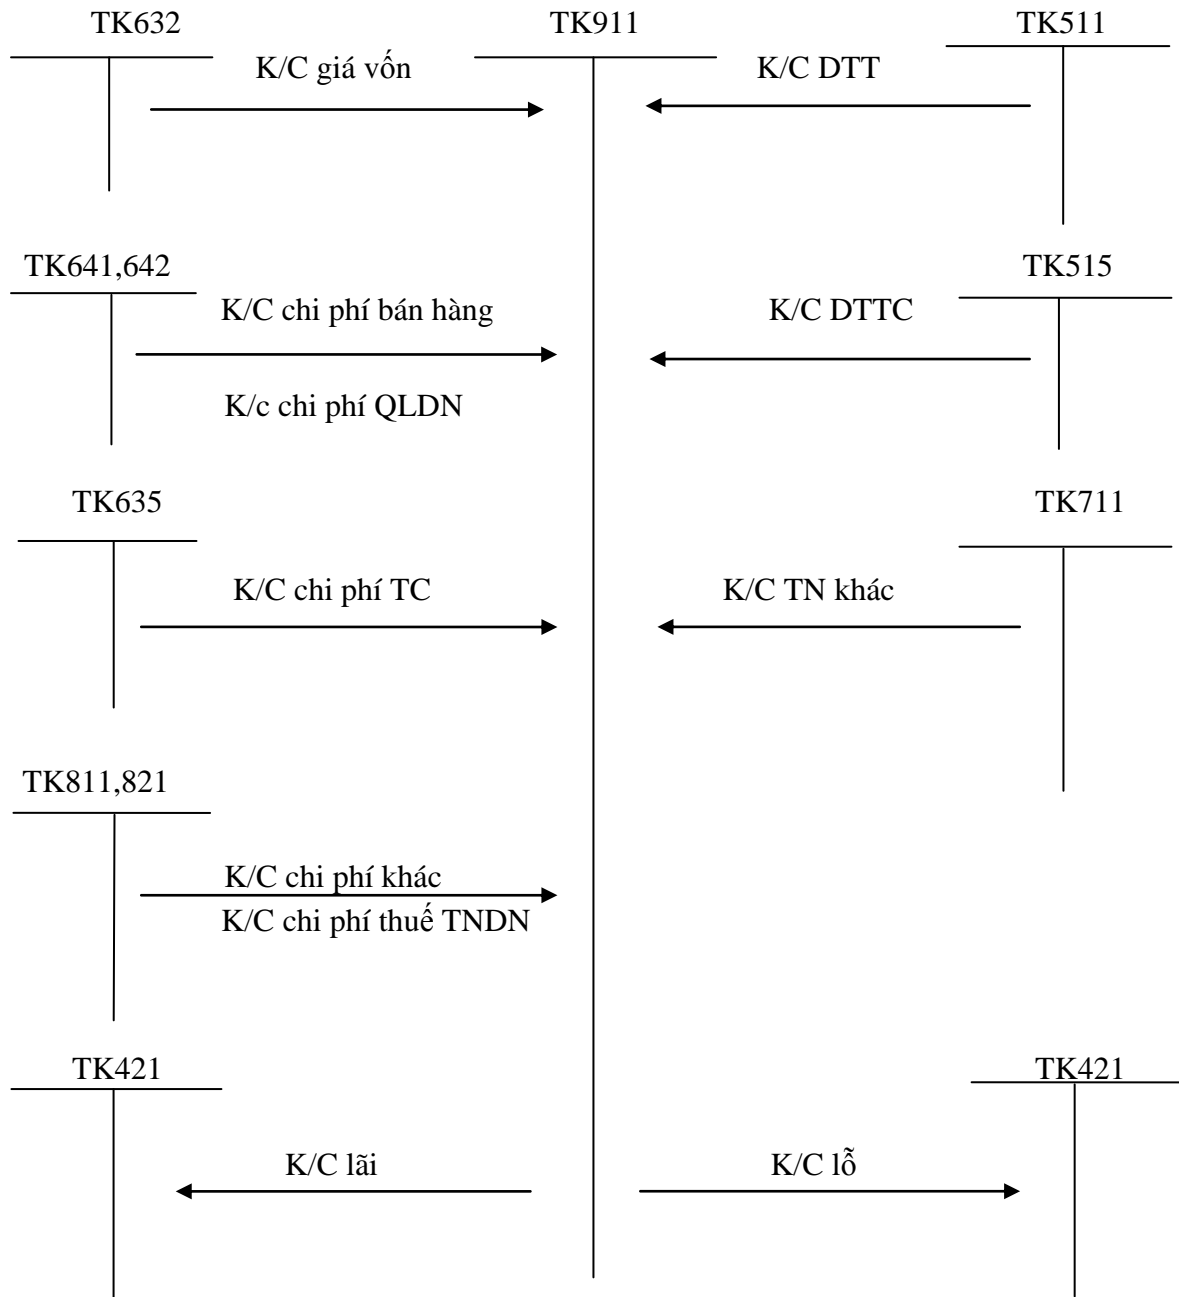 TK632
TK911
TK511
K/C giá vốn
K/C DTT
TK641,642
TK515
K/C chi phí bán hàng
K/C DTTC
K/c chi phí QLDN
TK635
TK711
K/C chi phí TC
K/C TN khác
TK811,821
K/C chi phí khác
K/C chi phí thuế TNDN
TK421
TK421
K/C lãi
K/C lỗ